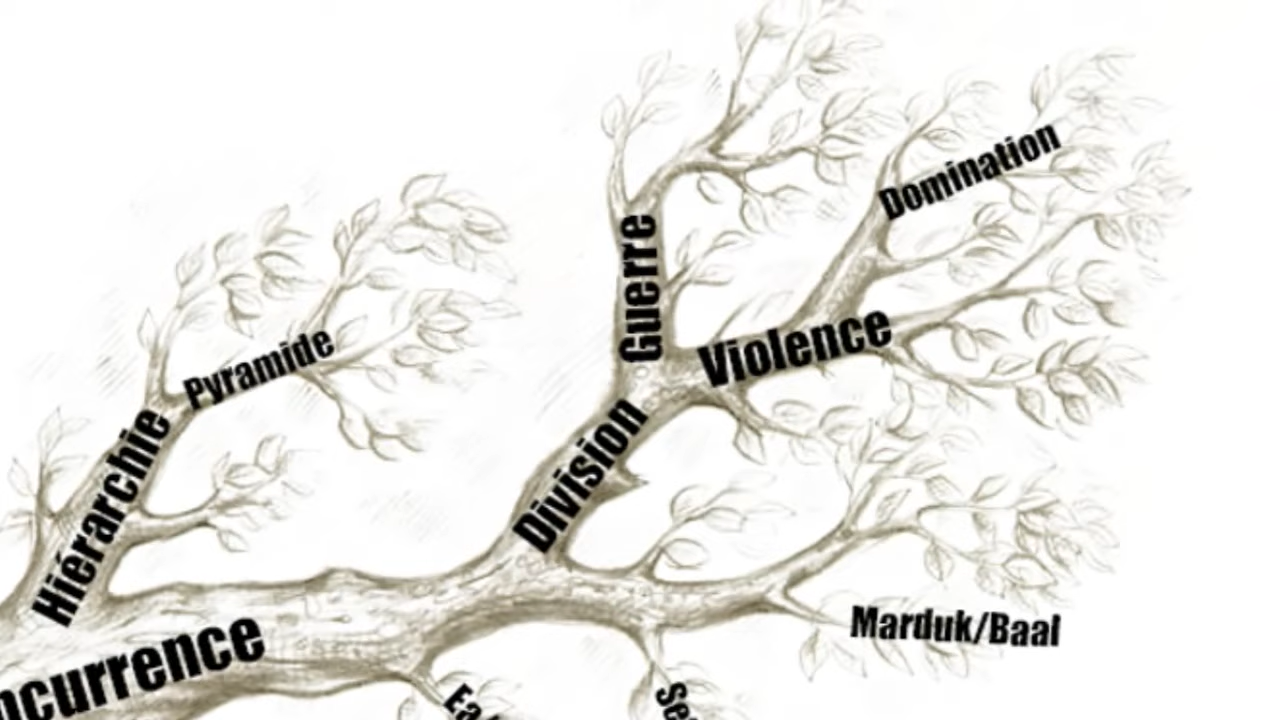 Domination
Guerre
Violence
Pyramide
Division
Hiérarchie
Marduk/Baal